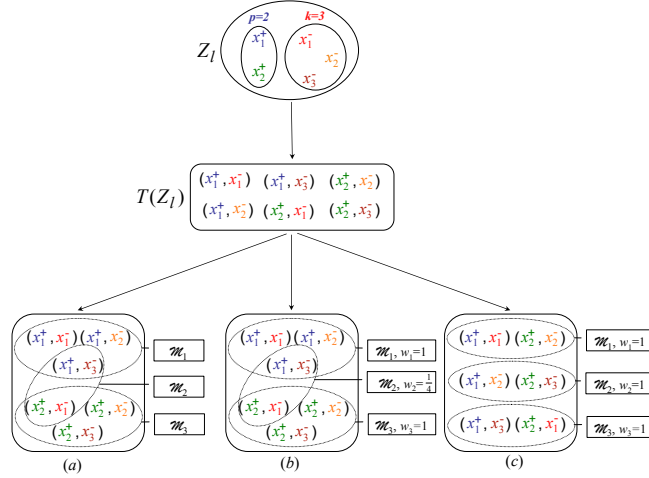 p=2 k=3
Z_l
x_1^+ x_1^-
x_2^-
x_2^+ x_3^-
T(Z_l)
(x_1^+, x_1^-) (x_1^+, x_3^-) (x_2^+, x_2^-)
(x_1^+, x_2^-) (x_2^+, x_1^-) (x_2^+, x_3^-)
(x_1^+, x_1^-)(x_1^+, x_2^-)
(x_1^+, x_3^-)
(x_2^+, x_1^-) (x_2^+, x_2^-)
(x_2^+, x_3^-)
ℳ_1
ℳ_2
ℳ_3
(a)
(x_1^+, x_1^-)(x_1^+, x_2^-)
(x_1^+, x_3^-)
(x_2^+, x_1^-) (x_2^+, x_2^-)
(x_2^+, x_3^-)
ℳ_1, w_1=1
ℳ_2, w_2=1/4
ℳ_3, w_3=1
(b)
(x_1^+, x_1^-)(x_2^+, x_2^-)
(x_1^+, x_2^-)(x_2^+, x_3^-)
(x_1^+, x_3^-)(x_2^+, x_1^-)
ℳ_1, w_1=1
ℳ_2, w_2=1
ℳ_3, w_3=1
(c)